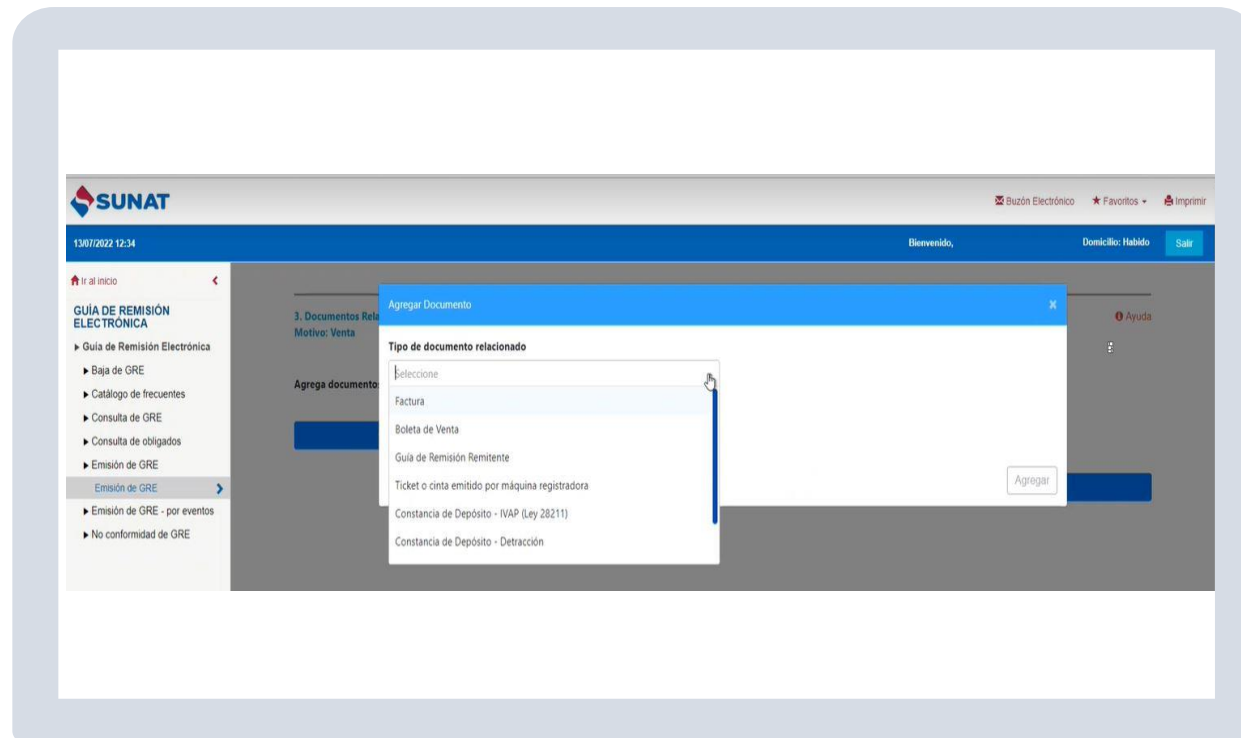 SUNAT
Buzón Electrónico
Favoritos
Imprimir
13/07/2022 12:34
Bienvenido,
Domicilio: Habido
Salir
Ir al inicio
GUÍA DE REMISIÓN
ELECTRÓNICA
Guía de Remisión Electrónica
Baja de GRE
Catálogo de frecuentes
Consulta de GRE
Consulta de obligados
Emisión de GRE
Emisión de GRE
Emisión de GRE - por eventos
No conformidad de GRE
3. Documentos Rela
Motivo: Venta
Ayuda
Agrega documento
Agregar Documento
x
Tipo de documento relacionado
Seleccione
Factura
Boleta de Venta
Guía de Remisión Remitente
Ticket o cinta emitido por máquina registradora
Constancia de Depósito - IVAP (Ley 28211)
Constancia de Depósito - Detracción
Agregar